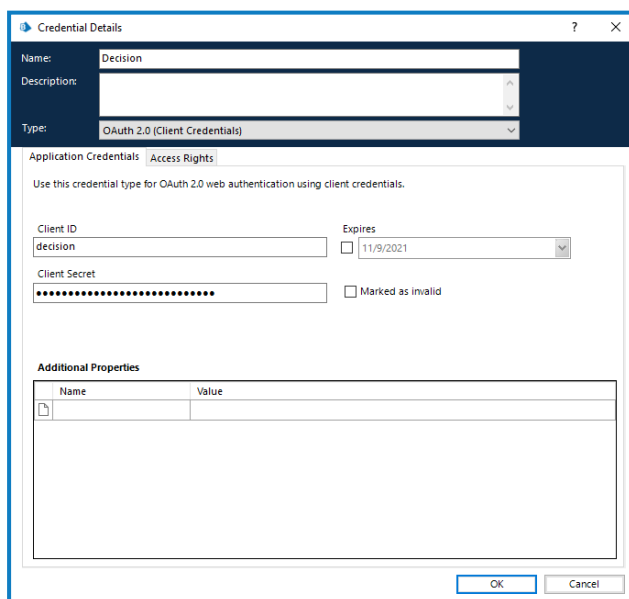 Credential Details ? X
Name: Decision
Description:
Type: OAuth 2.0 (Client Credentials)
Application Credentials Access Rights
Use this credential type for OAuth 2.0 web authentication using client credentials.
Client ID Expires
decision 11/9/2021
Client Secret
•••••••••••••••••••••••••••• Marked as invalid
Additional Properties
Name Value
OK Cancel